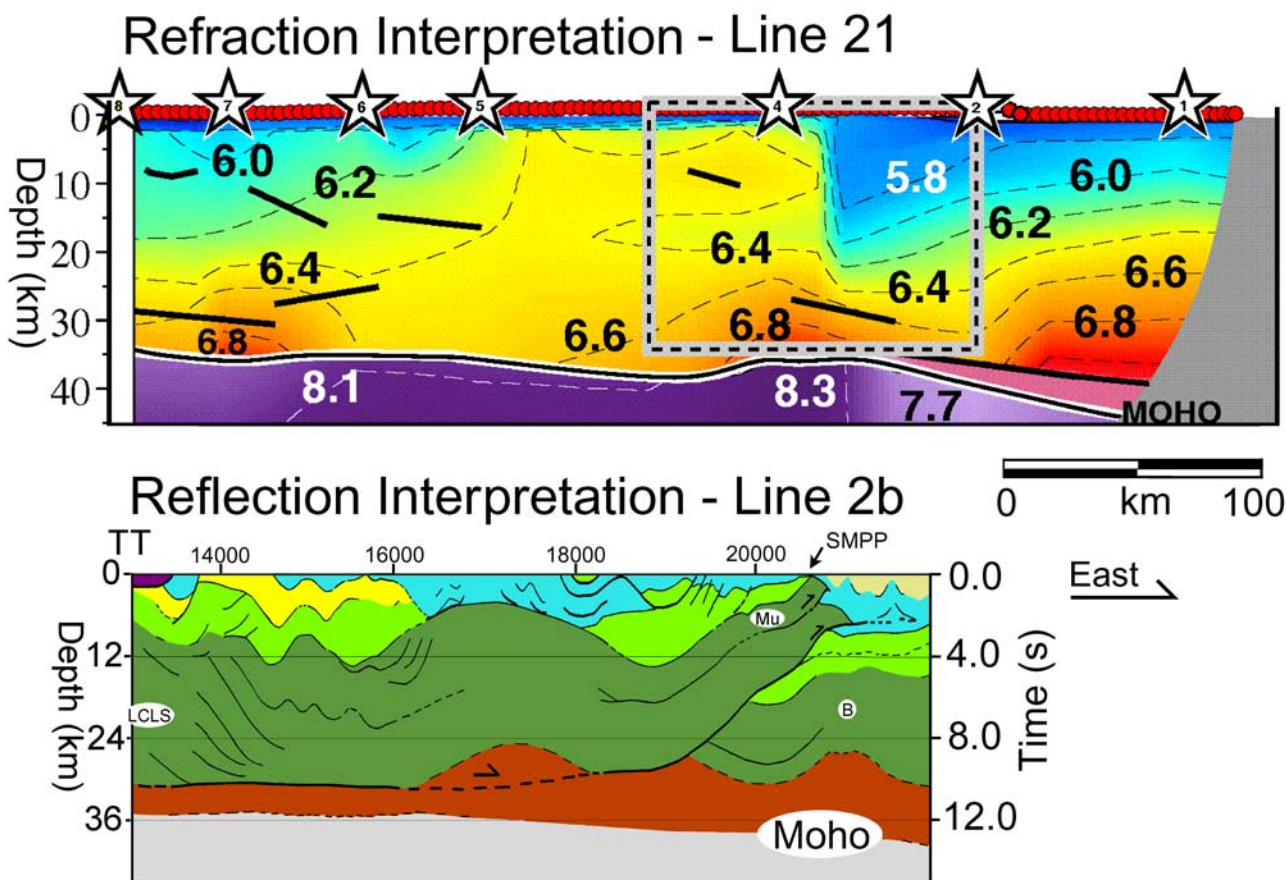 Refraction Interpretation - Line 21
8 7 6 5 4 2 1
0
10
20
30
40
Depth (km)
6.0
6.2
5.8
6.0
6.2
6.4
6.4
6.4
6.6
6.8
6.6
6.8
6.8
8.1
8.3
7.7
MOHO
0 km 100
Reflection Interpretation - Line 2b
TT 14000 16000 18000 20000 SMPP
East
0
12
24
36
Depth (km)
0.0
4.0
8.0
12.0
Time (s)
Mu
LCLS
B
Moho